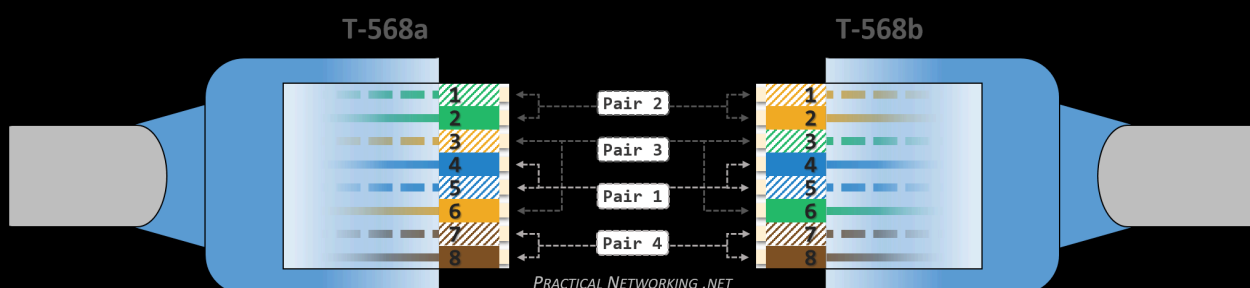 T-568a
T-568b
1
2
3
4
5
6
7
8
Pair 2
Pair 3
Pair 1
Pair 4
1
2
3
4
5
6
7
8
PRACTICAL NETWORKING .NET